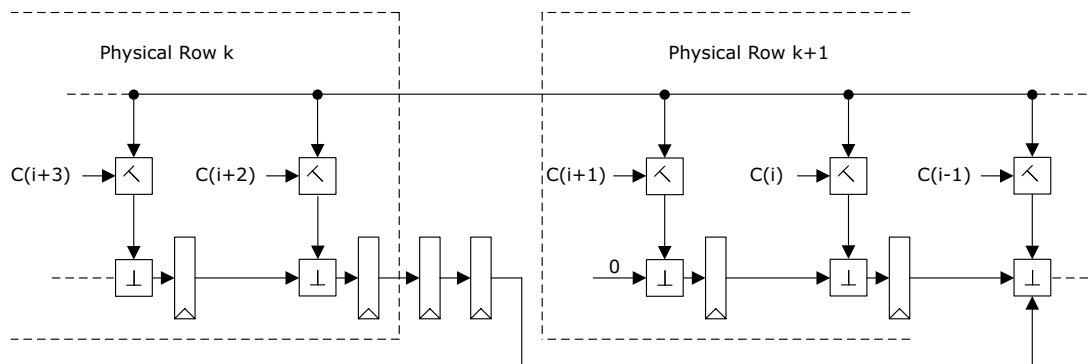 Physical Row k
Physical Row k+1
C(i+3)
C(i+2)
C(i+1)
C(i)
C(i-1)
0